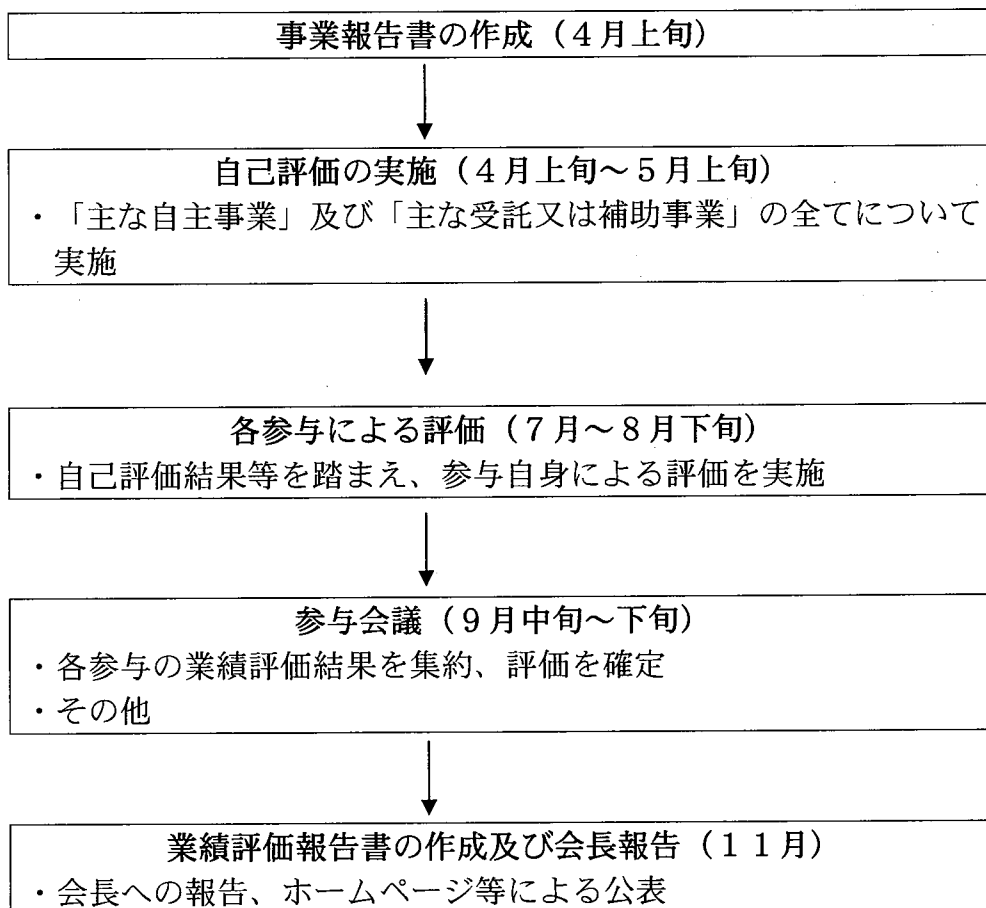 事業報告書の作成（４月上旬）
自己評価の実施（４月上旬～５月上旬）
・「主な自主事業」及び「主な受託又は補助事業」の全てについて
実施
各参与による評価（７月～８月下旬）
・自己評価結果等を踏まえ、参与自身による評価を実施
参与会議（９月中旬～下旬）
・各参与の業績評価結果を集約、評価を確定
・その他
業績評価報告書の作成及び会長報告（１１月）
・会長への報告、ホームページ等による公表